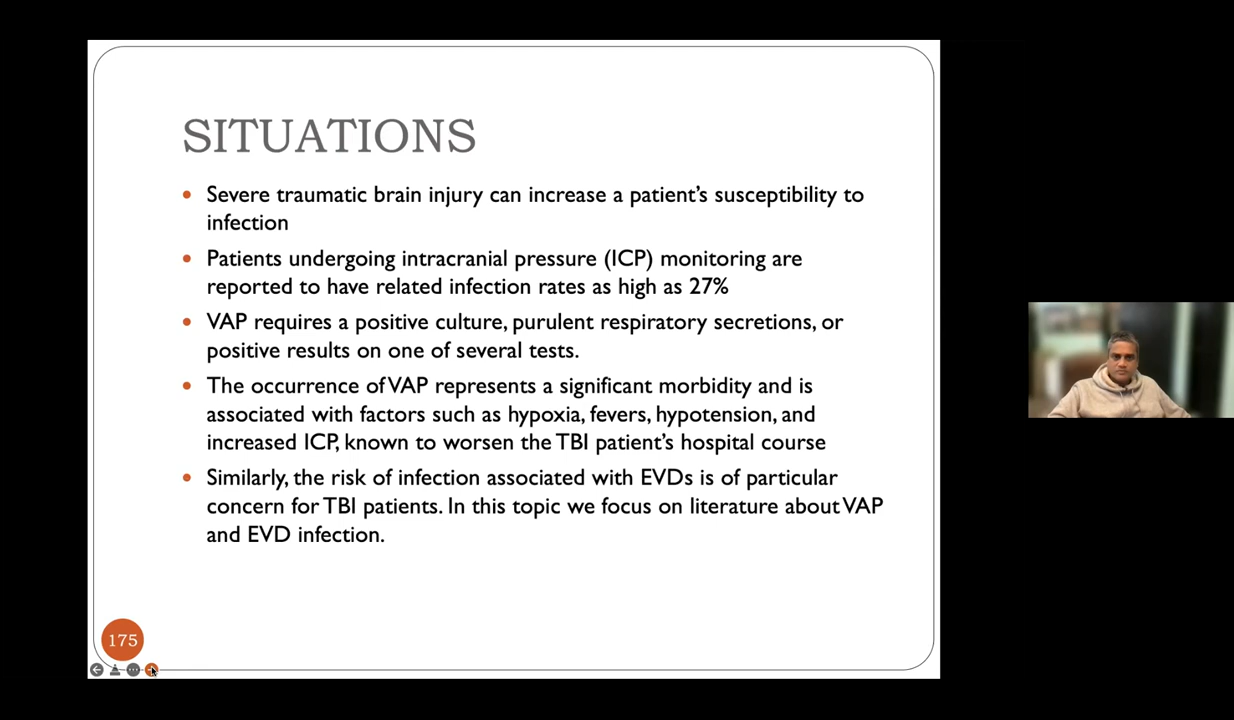 SITUATIONS
• Severe traumatic brain injury can increase a patient's susceptibility to
infection
• Patients undergoing intracranial pressure (ICP) monitoring are
reported to have related infection rates as high as 27%
• VAP requires a positive culture, purulent respiratory secretions, or
positive results on one of several tests.
• The occurrence of VAP represents a significant morbidity and is
associated with factors such as hypoxia, fevers, hypotension, and
increased ICP, known to worsen the TBI patient's hospital course
• Similarly, the risk of infection associated with EVDs is of particular
concern for TBI patients. In this topic we focus on literature about VAP
and EVD infection.
175